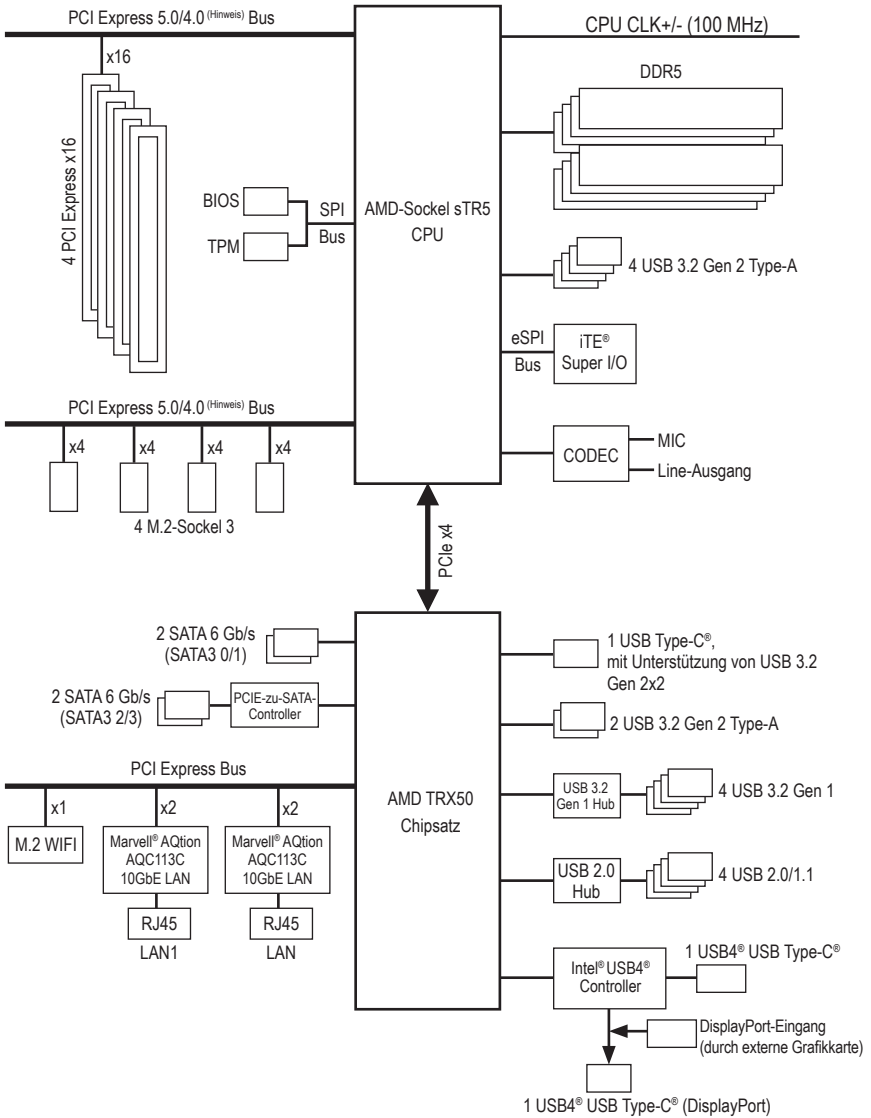 PCI Express 5.0/4.0 (Hinweis) Bus
CPU CLK+/- (100 MHz)
x16
4 PCI Express x16
DDR5
BIOS
TPM
SPI
Bus
AMD-Sockel sTR5
CPU
4 USB 3.2 Gen 2 Type-A
eSPI
Bus
iTE®
Super I/O
PCI Express 5.0/4.0 (Hinweis) Bus
x4
x4
x4
x4
4 M.2-Sockel 3
CODEC
MIC
Line-Ausgang
PCIe x4
2 SATA 6 Gb/s
(SATA3 0/1)
2 SATA 6 Gb/s
(SATA3 2/3)
PCIE-zu-SATA-
Controller
PCI Express Bus
x1
x2
x2
M.2 WIFI
Marvell® AQtion
AQC113C
10GbE LAN
Marvell® AQtion
AQC113C
10GbE LAN
RJ45
RJ45
LAN1
LAN
AMD TRX50
Chipsatz
1 USB Type-C®,
mit Unterstützung von USB 3.2
Gen 2x2
2 USB 3.2 Gen 2 Type-A
USB 3.2
Gen 1 Hub
4 USB 3.2 Gen 1
USB 2.0
Hub
4 USB 2.0/1.1
Intel® USB4®
Controller
1 USB4® USB Type-C®
DisplayPort-Eingang
(durch externe Grafikkarte)
1 USB4® USB Type-C® (DisplayPort)